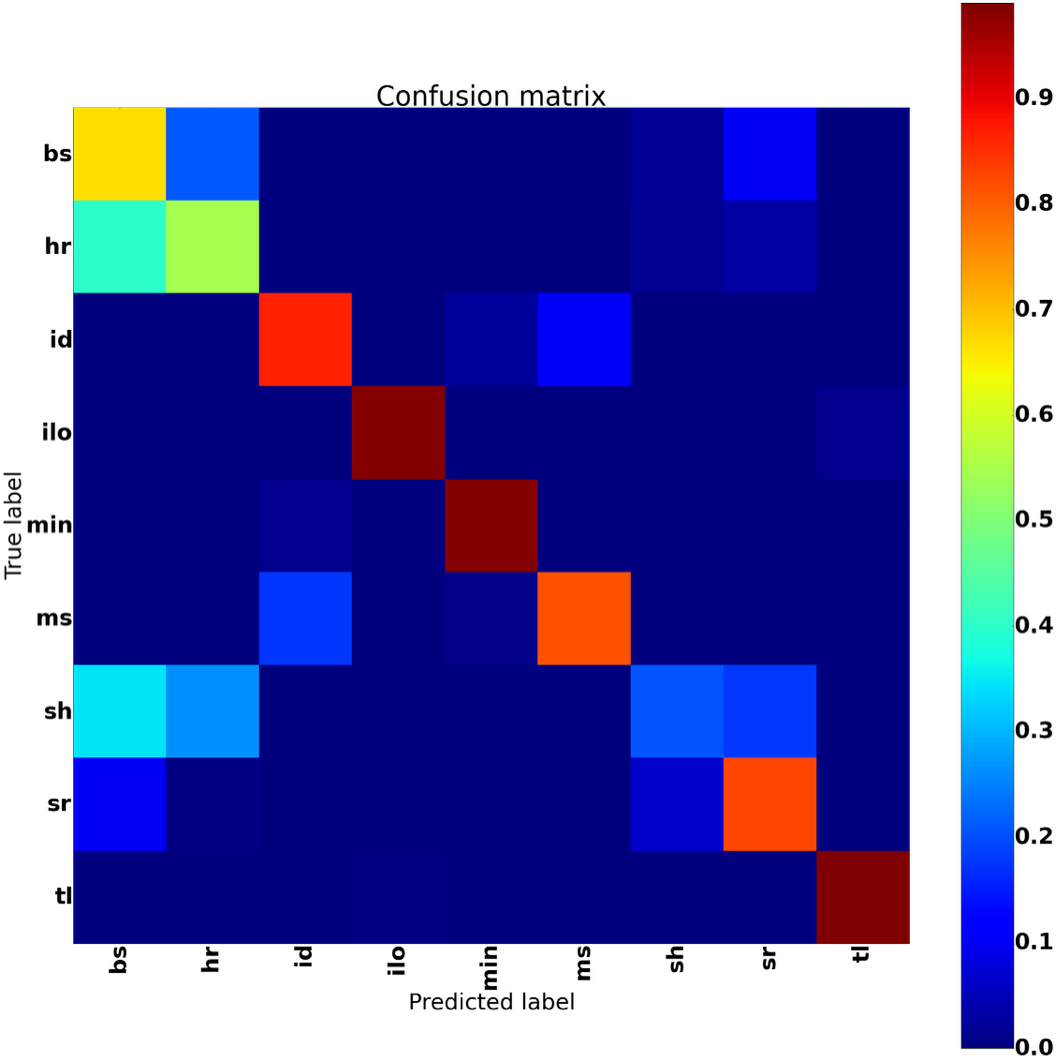 Confusion matrix
True label
bs
hr
id
ilo
min
ms
sh
sr
tl
bs
hr
id
ilo
min
ms
sh
sr
tl
Predicted label
0.9
0.8
0.7
0.6
0.5
0.4
0.3
0.2
0.1
0.0